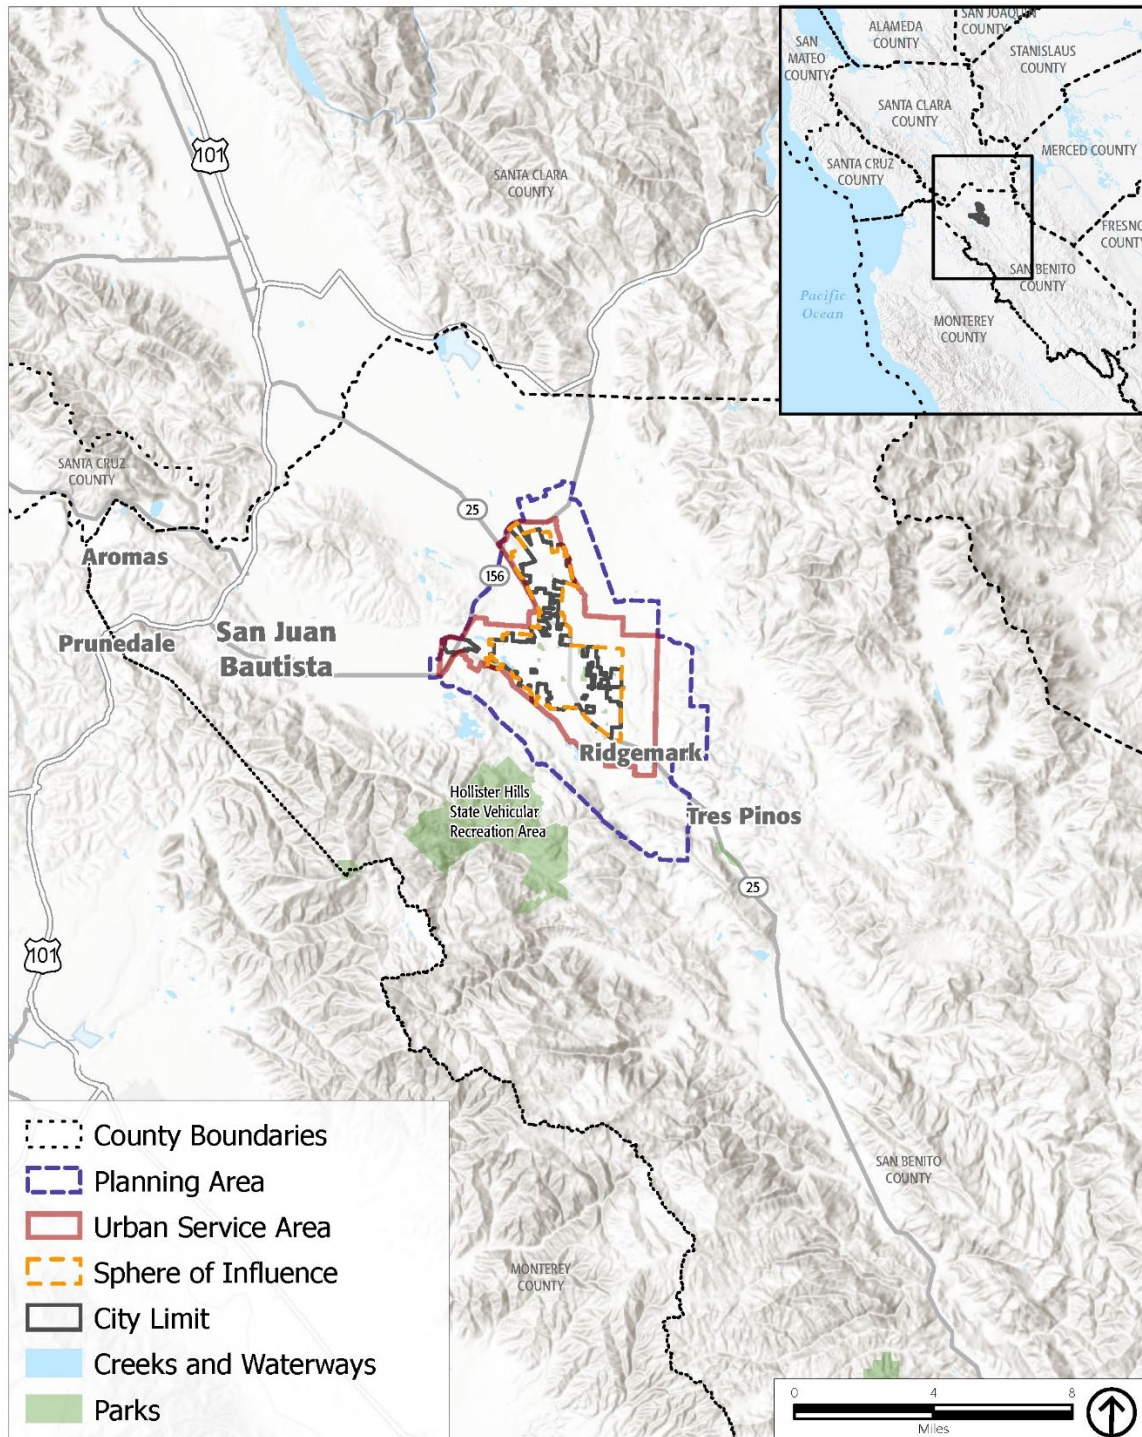 101
SANTA CLARA
COUNTY
SAN JOAQUIN
COUNTY
ALAMEDA
COUNTY
SAN
MATEO
COUNTY
STANISLAUS
COUNTY
SANTA CLARA
COUNTY
MERCED COUNTY
SANTA CRUZ
COUNTY
FRESNO
COUNTY
SAN BENITO
COUNTY
Pacific
Ocean
MONTEREY
COUNTY
SANTA CRUZ
COUNTY
25
Aromas
156
Prunedale
San Juan
Bautista
Ridgemark
Hollister Hills
State Vehicular
Recreation Area
Tres Pinos
25
101
SAN BENITO
COUNTY
MONTEREY
COUNTY
County Boundaries
Planning Area
Urban Service Area
Sphere of Influence
City Limit
Creeks and Waterways
Parks
0 4 8
Miles